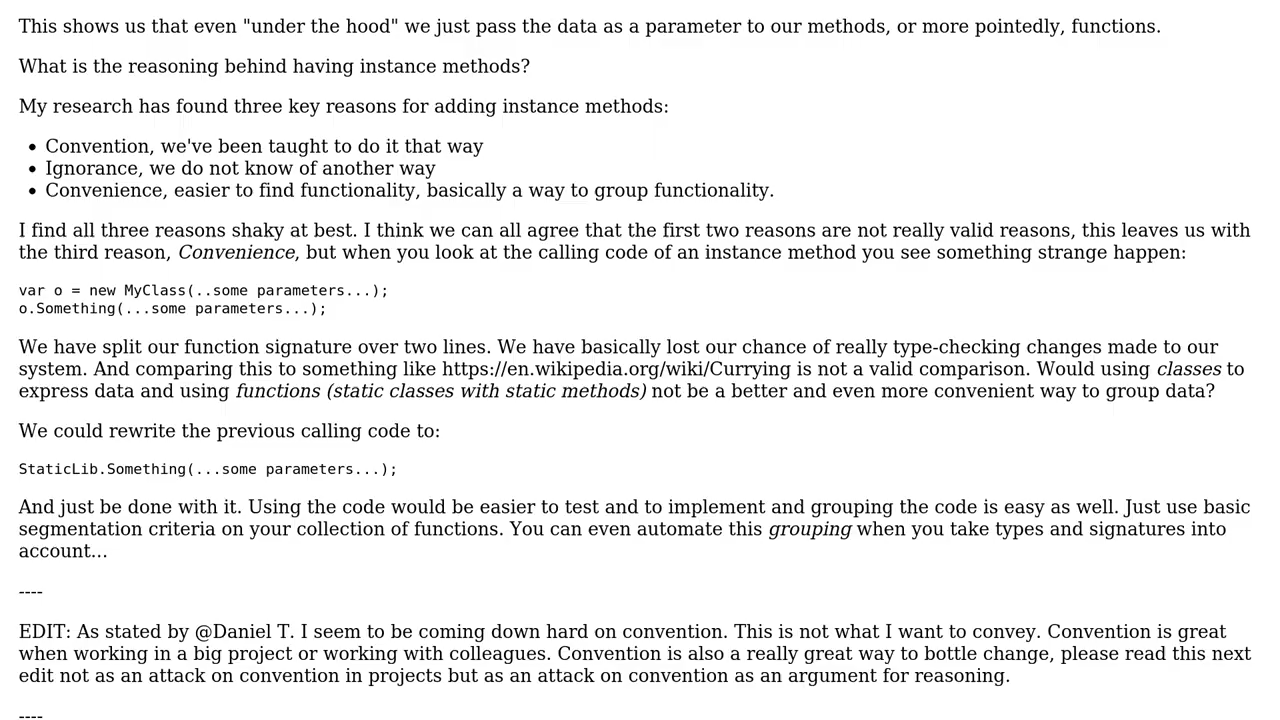 This shows us that even "under the hood" we just pass the data as a parameter to our methods, or more pointedly, functions.
What is the reasoning behind having instance methods?
My research has found three key reasons for adding instance methods:
• Convention, we've been taught to do it that way
• Ignorance, we do not know of another way
• Convenience, easier to find functionality, basically a way to group functionality.
I find all three reasons shaky at best. I think we can all agree that the first two reasons are not really valid reasons, this leaves us with
the third reason, Convenience, but when you look at the calling code of an instance method you see something strange happen:
var o = new MyClass(..some parameters...);
o.Something(...some parameters...);
We have split our function signature over two lines. We have basically lost our chance of really type-checking changes made to our
system. And comparing this to something like https://en.wikipedia.org/wiki/Currying is not a valid comparison. Would using classes to
express data and using functions (static classes with static methods) not be a better and even more convenient way to group data?
We could rewrite the previous calling code to:
StaticLib.Something(...some parameters...);
And just be done with it. Using the code would be easier to test and to implement and grouping the code is easy as well. Just use basic
segmentation criteria on your collection of functions. You can even automate this grouping when you take types and signatures into
account...
----
EDIT: As stated by @Daniel T. I seem to be coming down hard on convention. This is not what I want to convey. Convention is great
when working in a big project or working with colleagues. Convention is also a really great way to bottle change, please read this next
edit not as an attack on convention in projects but as an attack on convention as an argument for reasoning.
----